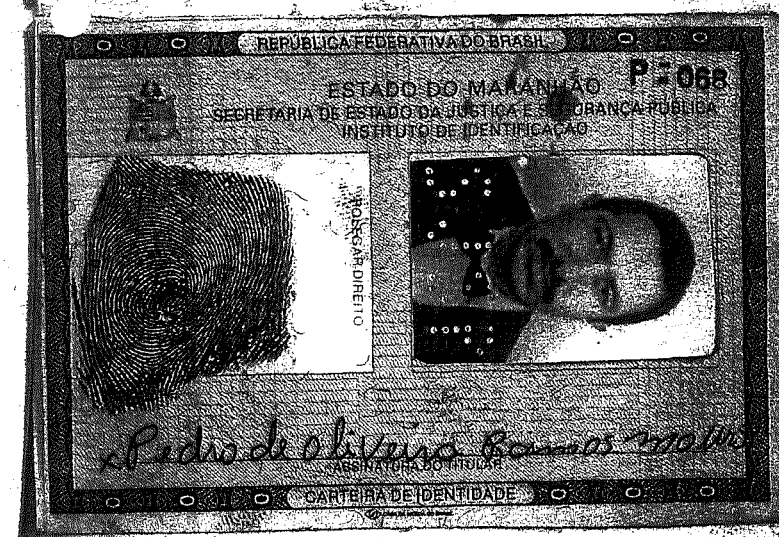 REPÚBLICA FEDERATIVA DO BRASIL
P = 068
ESTADO DO MARANHÃO
SECRETARIA DE ESTADO DA JUSTIÇA E SEGURANÇA PÚBLICA
INSTITUTO DE IDENTIFICAÇÃO
POLEGAR DIREITO
x Pedro de Oliveira Ramos
ASSINATURA DO TITULAR
CARTEIRA DE IDENTIDADE